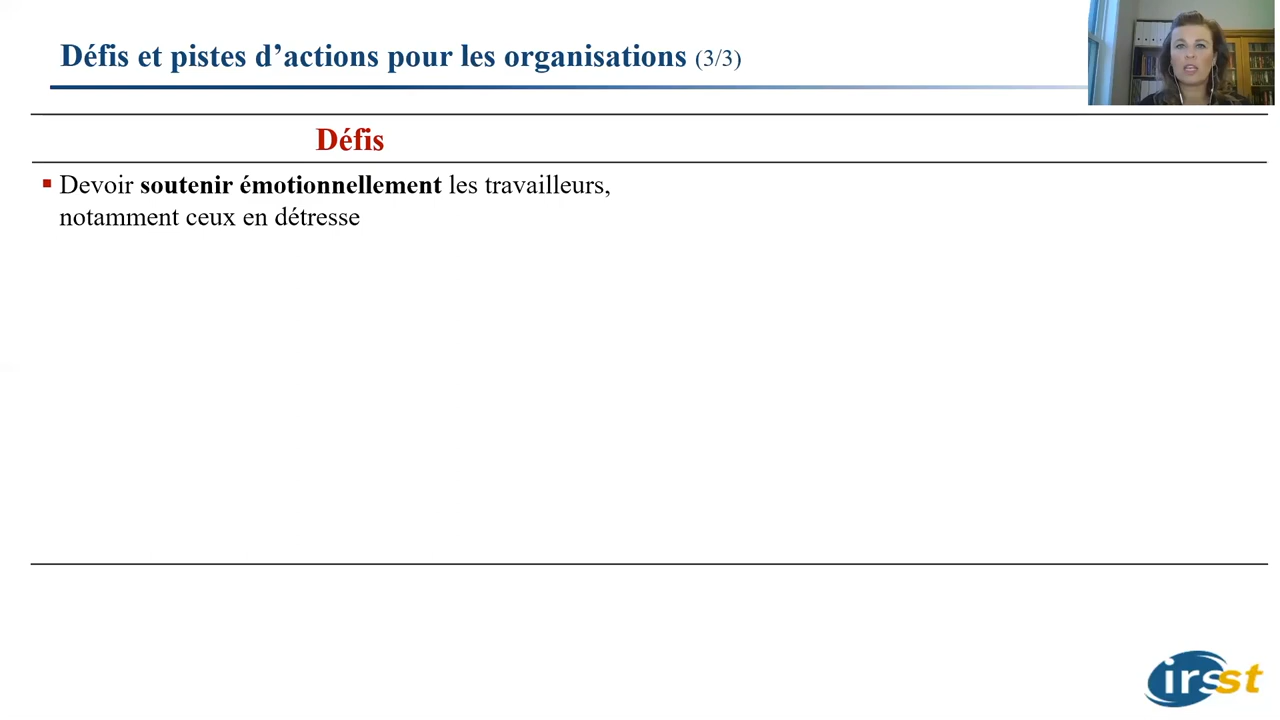 Défis et pistes d’actions pour les organisations (3/3)
Défis
▪ Devoir soutenir émotionnellement les travailleurs,
notamment ceux en détresse
irsst